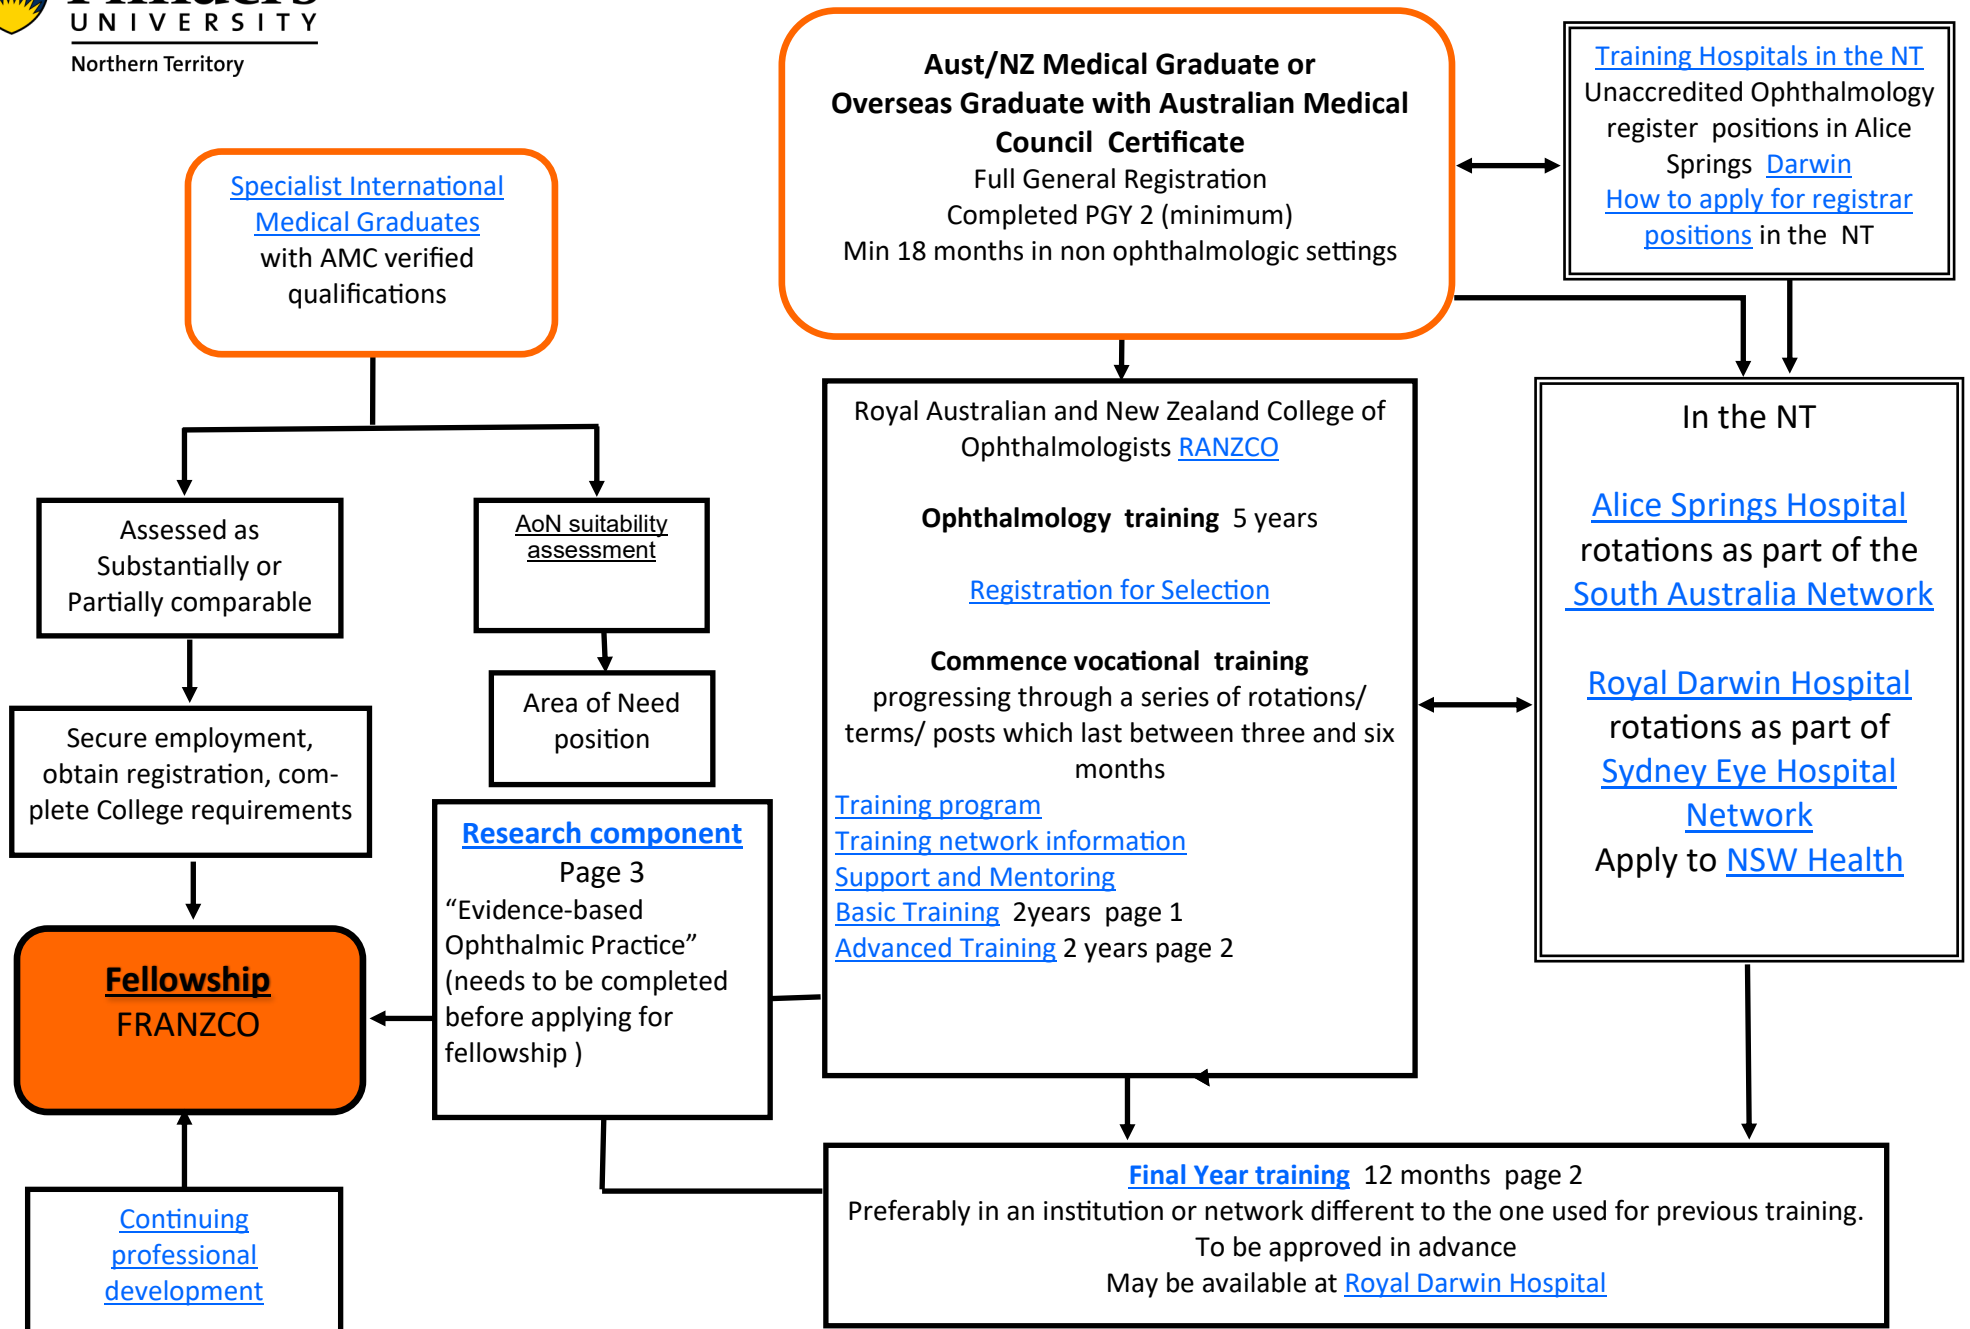 UNIVERSITY
Northern Territory
Aust/NZ Medical Graduate or
Overseas Graduate with Australian Medical
Council  Certificate
Full General Registration
Completed PGY 2 (minimum)
Min 18 months in non ophthalmologic settings
Training Hospitals in the NT
Unaccredited Ophthalmology
register  positions in Alice
Springs  Darwin
How to apply for registrar
positions in the  NT
Specialist International
Medical Graduates
with AMC verified
qualifications
Assessed as
Substantially or
Partially comparable
AoN suitability
assessment
Area of Need
position
Secure employment,
obtain registration, com-
plete College requirements
Royal Australian and New Zealand College of
Ophthalmologists RANZCO
Ophthalmology  training  5 years
Registration for Selection
Commence vocational  training
progressing through a series of rotations/
terms/ posts which last between three and six
months
Training program
Training network information
Support and Mentoring
Basic Training  2years  page 1
Advanced Training 2 years page 2
In the NT
Alice Springs Hospital
rotations as part of the
South Australia Network
Royal Darwin Hospital
rotations as part of
Sydney Eye Hospital
Network
Apply to NSW Health
Research component
Page 3
“Evidence-based
Ophthalmic Practice”
(needs to be completed
before applying for
fellowship )
Fellowship
FRANZCO
Continuing
professional
development
Final Year training  12 months  page 2
Preferably in an institution or network different to the one used for previous training.
To be approved in advance
May be available at Royal Darwin Hospital